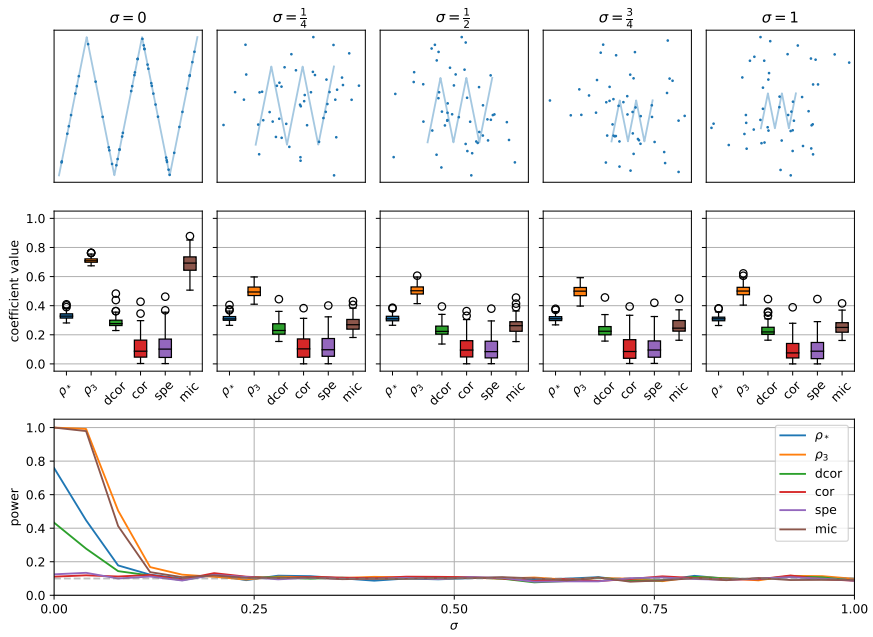 σ = 0 σ = 1/4 σ = 1/2 σ = 3/4 σ = 1
1.0
0.8
0.6
0.4
0.2
0.0
coefficient value
ρ* ρ3 dcor cor spe mic ρ* ρ3 dcor cor spe mic ρ* ρ3 dcor cor spe mic ρ* ρ3 dcor cor spe mic ρ* ρ3 dcor cor spe mic
1.0
0.8
0.6
0.4
0.2
0.0
power
ρ*
ρ3
dcor
cor
spe
mic
0.00 0.25 0.50 0.75 1.00
σ